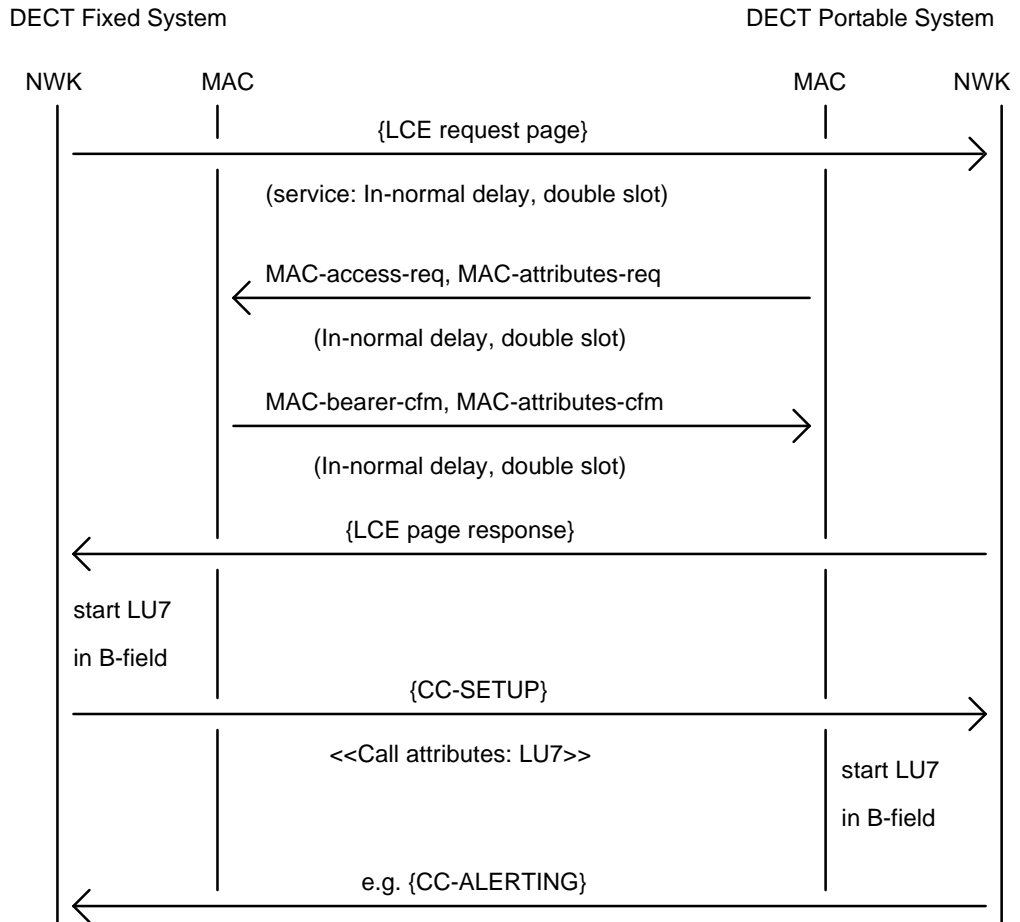 DECT Fixed System
DECT Portable System
NWK
MAC
MAC
NWK
{LCE request page}
(service: In-normal delay, double slot)
MAC-access-req, MAC-attributes-req
(In-normal delay, double slot)
MAC-bearer-cfm, MAC-attributes-cfm
(In-normal delay, double slot)
{LCE page response}
start LU7
in B-field
{CC-SETUP}
<<Call attributes: LU7>>
start LU7
in B-field
e.g. {CC-ALERTING}